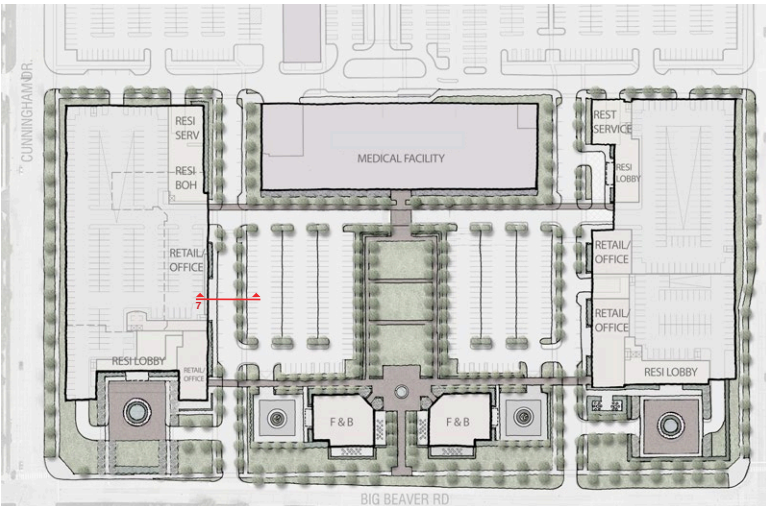 CUNNINGHAM DR.
RESI
SERV
RESI
BOH
RETAIL/
OFFICE
7
RESI LOBBY
RETAIL/
OFFICE
MEDICAL FACILITY
REST
SERVICE
RESI
LOBBY
RETAIL/
OFFICE
RETAIL/
OFFICE
RESI LOBBY
F & B
F & B
BIG BEAVER RD